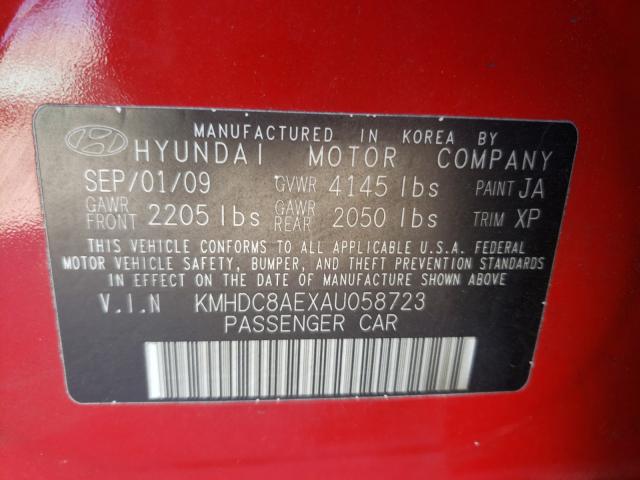 MANUFACTURED IN KOREA BY
HYUNDAI MOTOR COMPANY
SEP/01/09 GVWR 4145 lbs PAINT JA
GAWR FRONT 2205 lbs GAWR REAR 2050 lbs TRIM XP
THIS VEHICLE CONFORMS TO ALL APPLICABLE U.S.A. FEDERAL
MOTOR VEHICLE SAFETY, BUMPER, AND THEFT PREVENTION STANDARDS
IN EFFECT ON THE DATE OF MANUFACTURE SHOWN ABOVE
V.I.N KMHDC8AEXAU058723
PASSENGER CAR